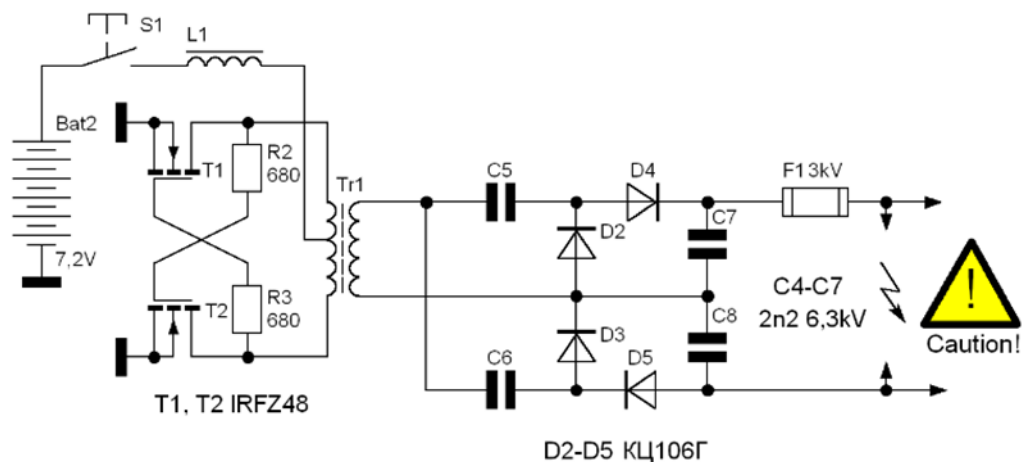 S1
L1
Bat2
7,2V
T1
R2
680
Tr1
T2
R3
680
T1, T2 IRFZ48
C5
D4
F1 3kV
D2
C7
D3
C8
C6
D5
C4-C7
2n2 6,3kV
!
Caution!
D2-D5 КЦ106Г